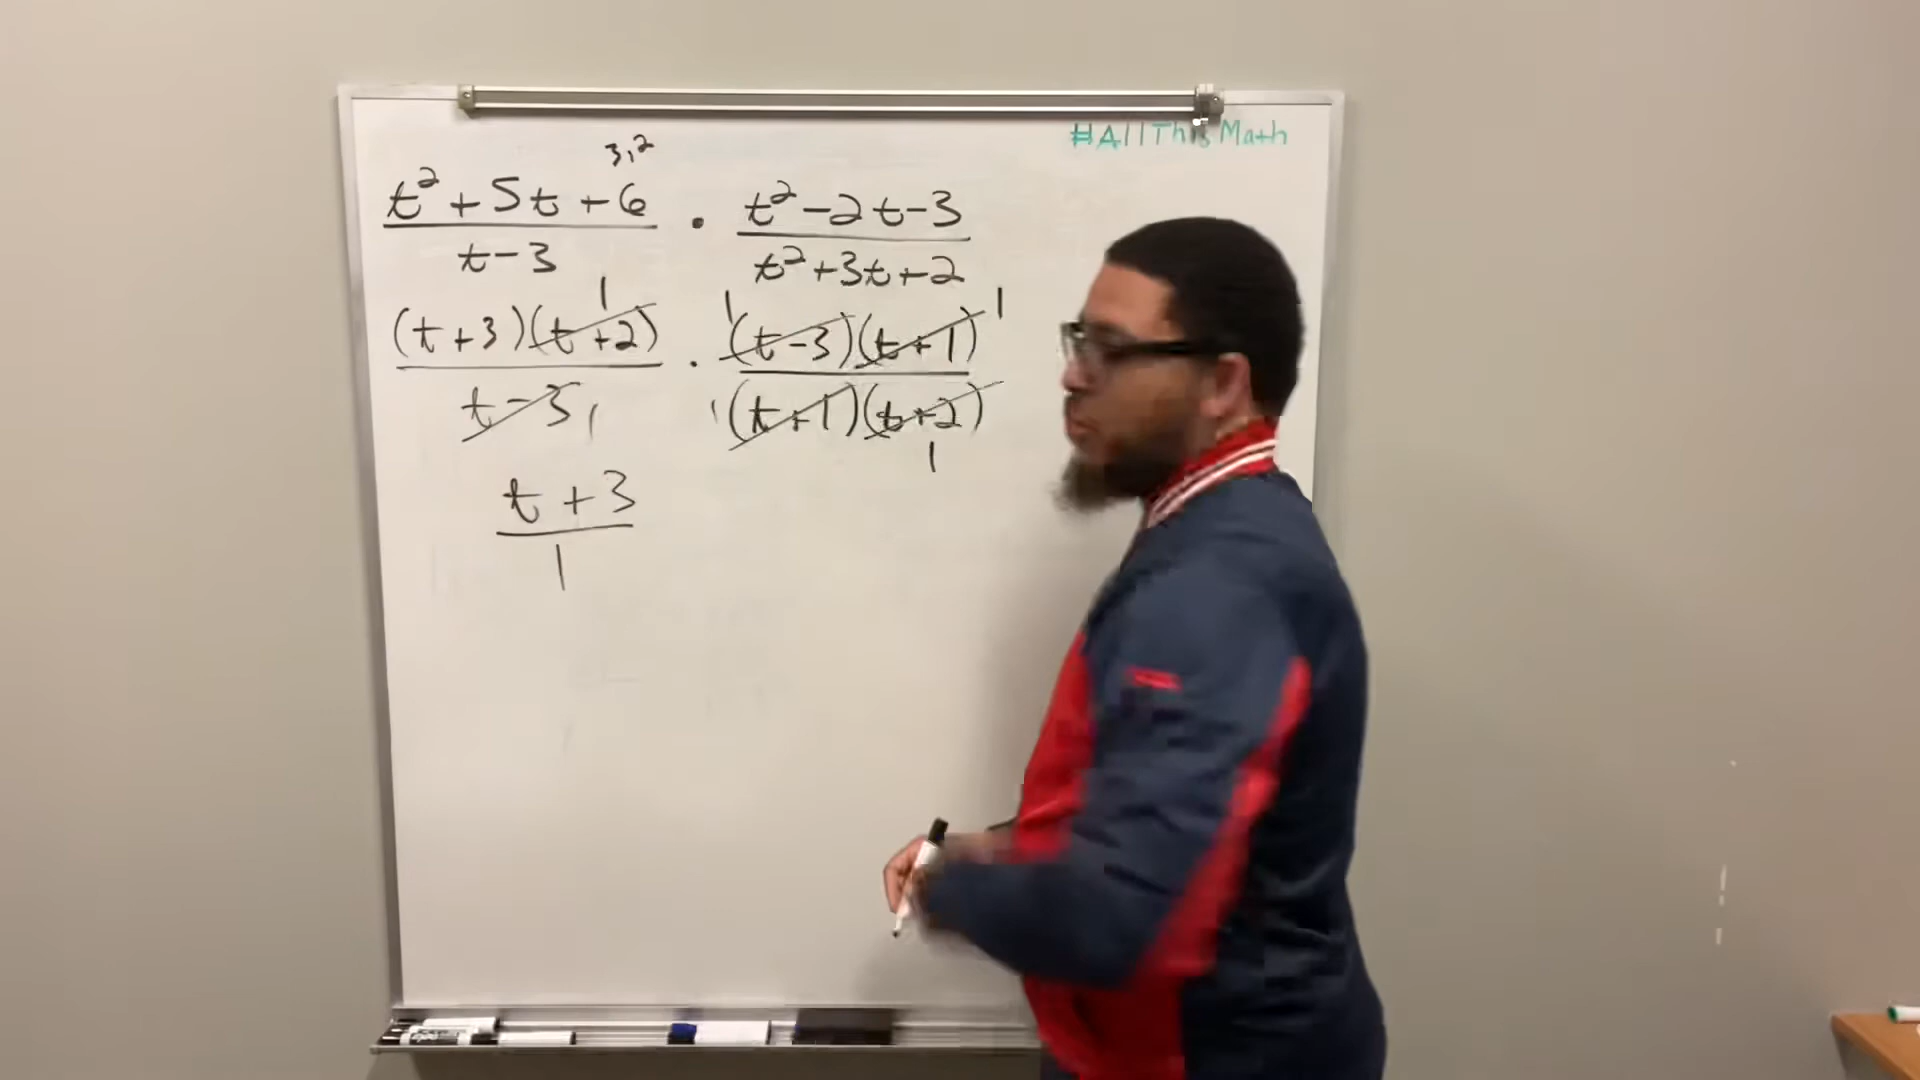 #AllThisMath
3,2
t²+5t+6 · t²-2t-3
t-3 t²+3t+2
1 1 1
(t+3)(t+2) · (t-3)(t+1)
t-3 1 1 (t+1)(t+2)
1
t+3
1